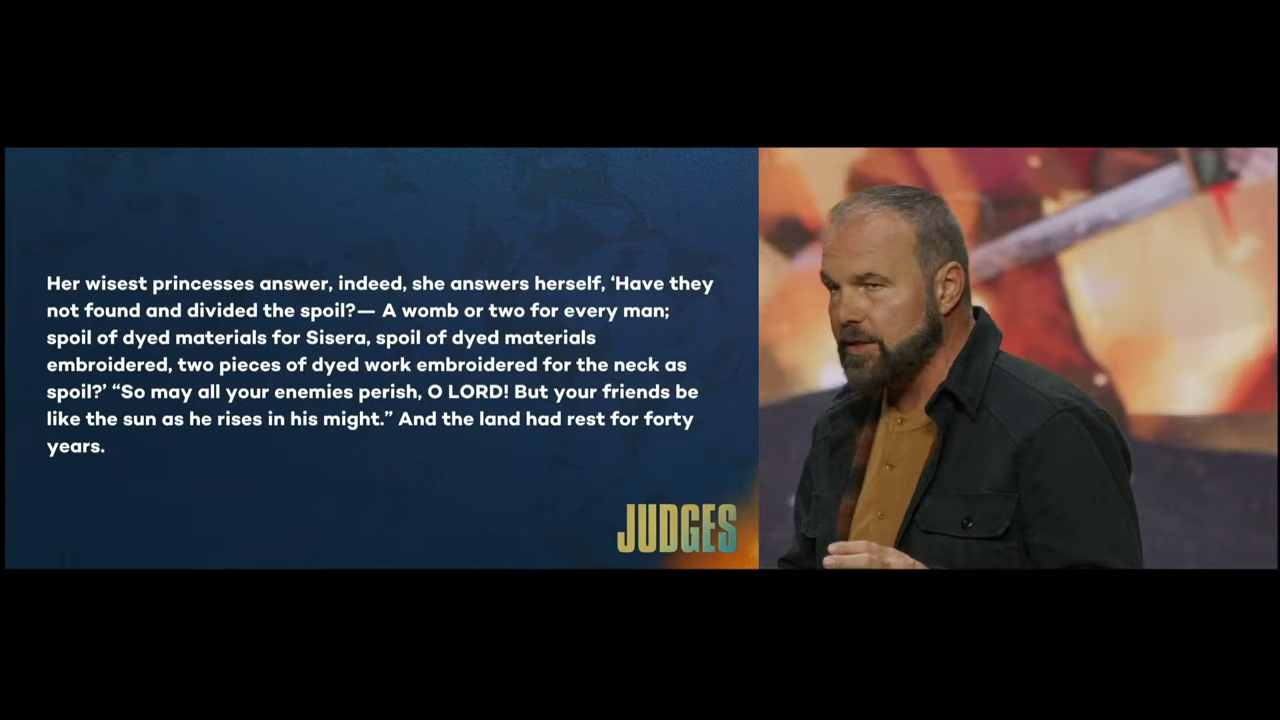 Her wisest princesses answer, indeed, she answers herself, ‘Have they
not found and divided the spoil?— A womb or two for every man;
spoil of dyed materials for Sisera, spoil of dyed materials
embroidered, two pieces of dyed work embroidered for the neck as
spoil?’ “So may all your enemies perish, O LORD! But your friends be
like the sun as he rises in his might.” And the land had rest for forty
years.
JUDGES